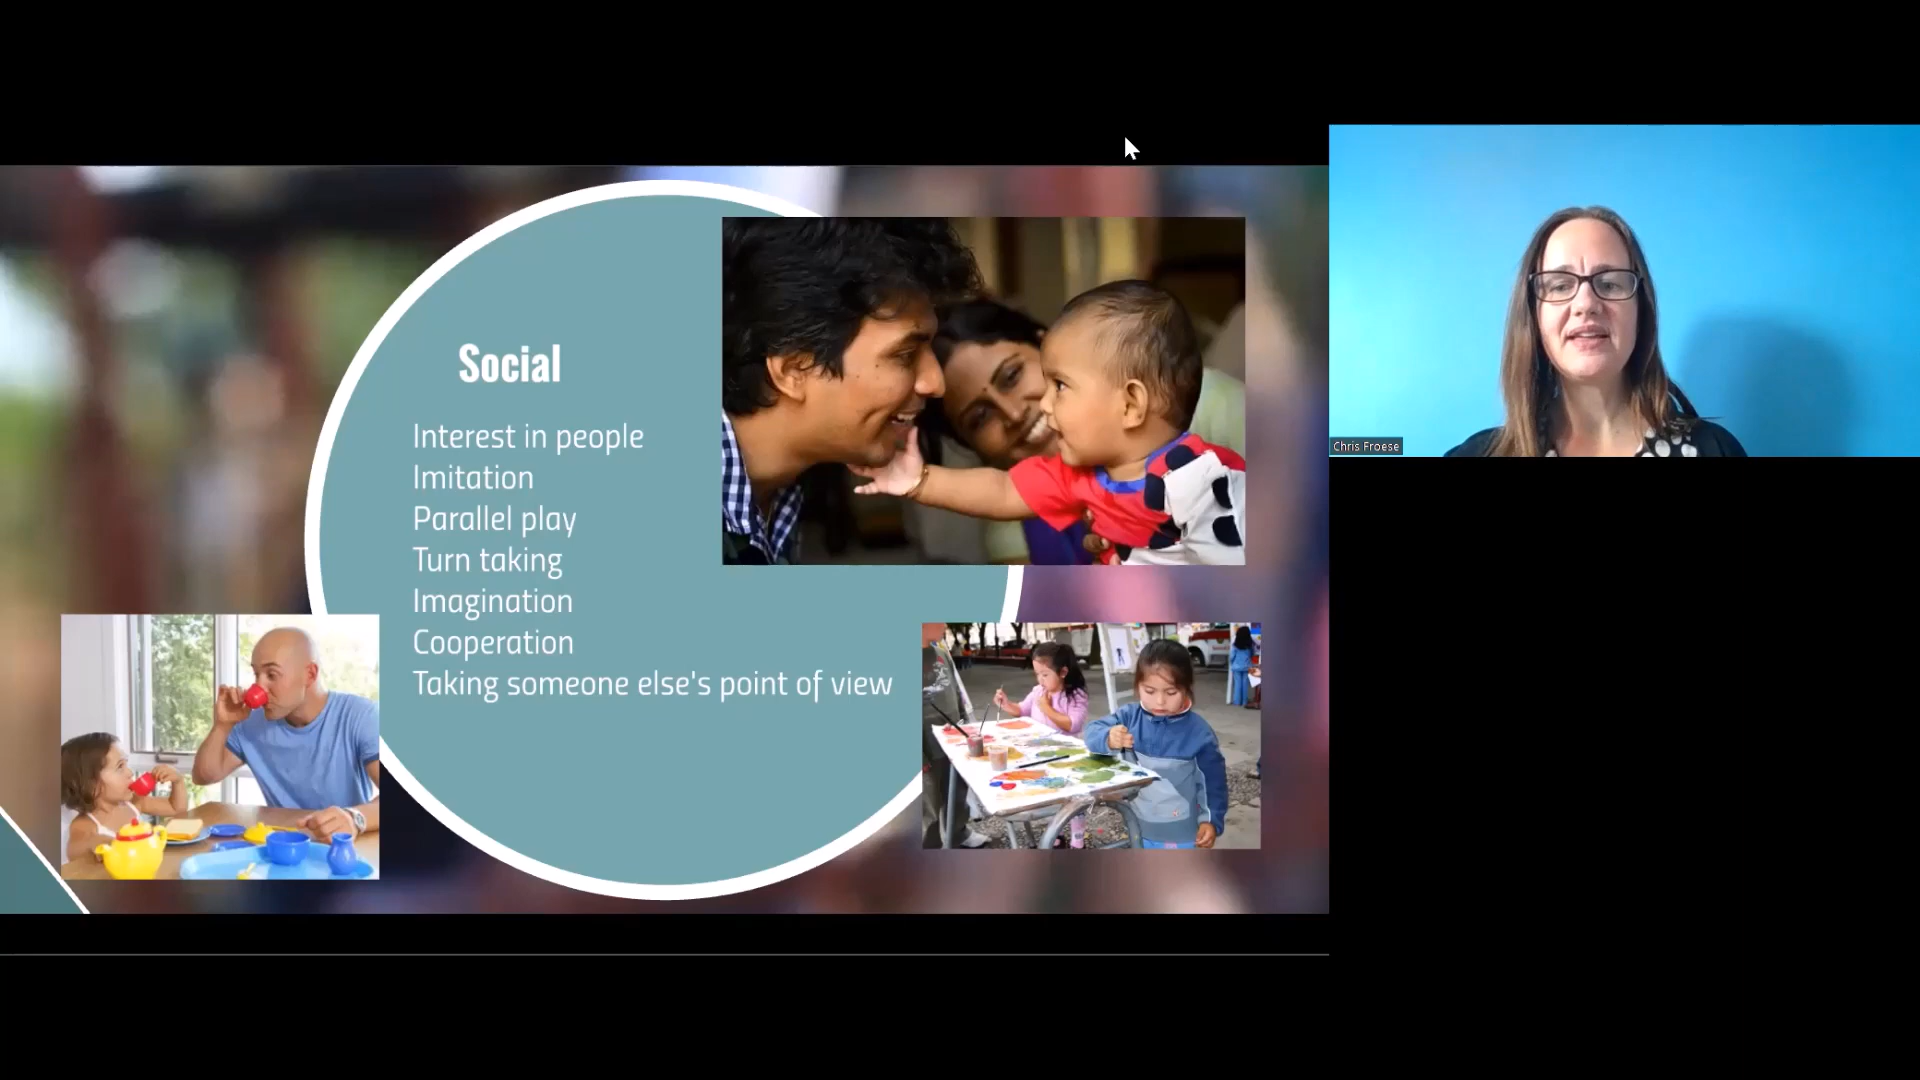 Social
Interest in people
Imitation
Parallel play
Turn taking
Imagination
Cooperation
Taking someone else's point of view
Chris Froese